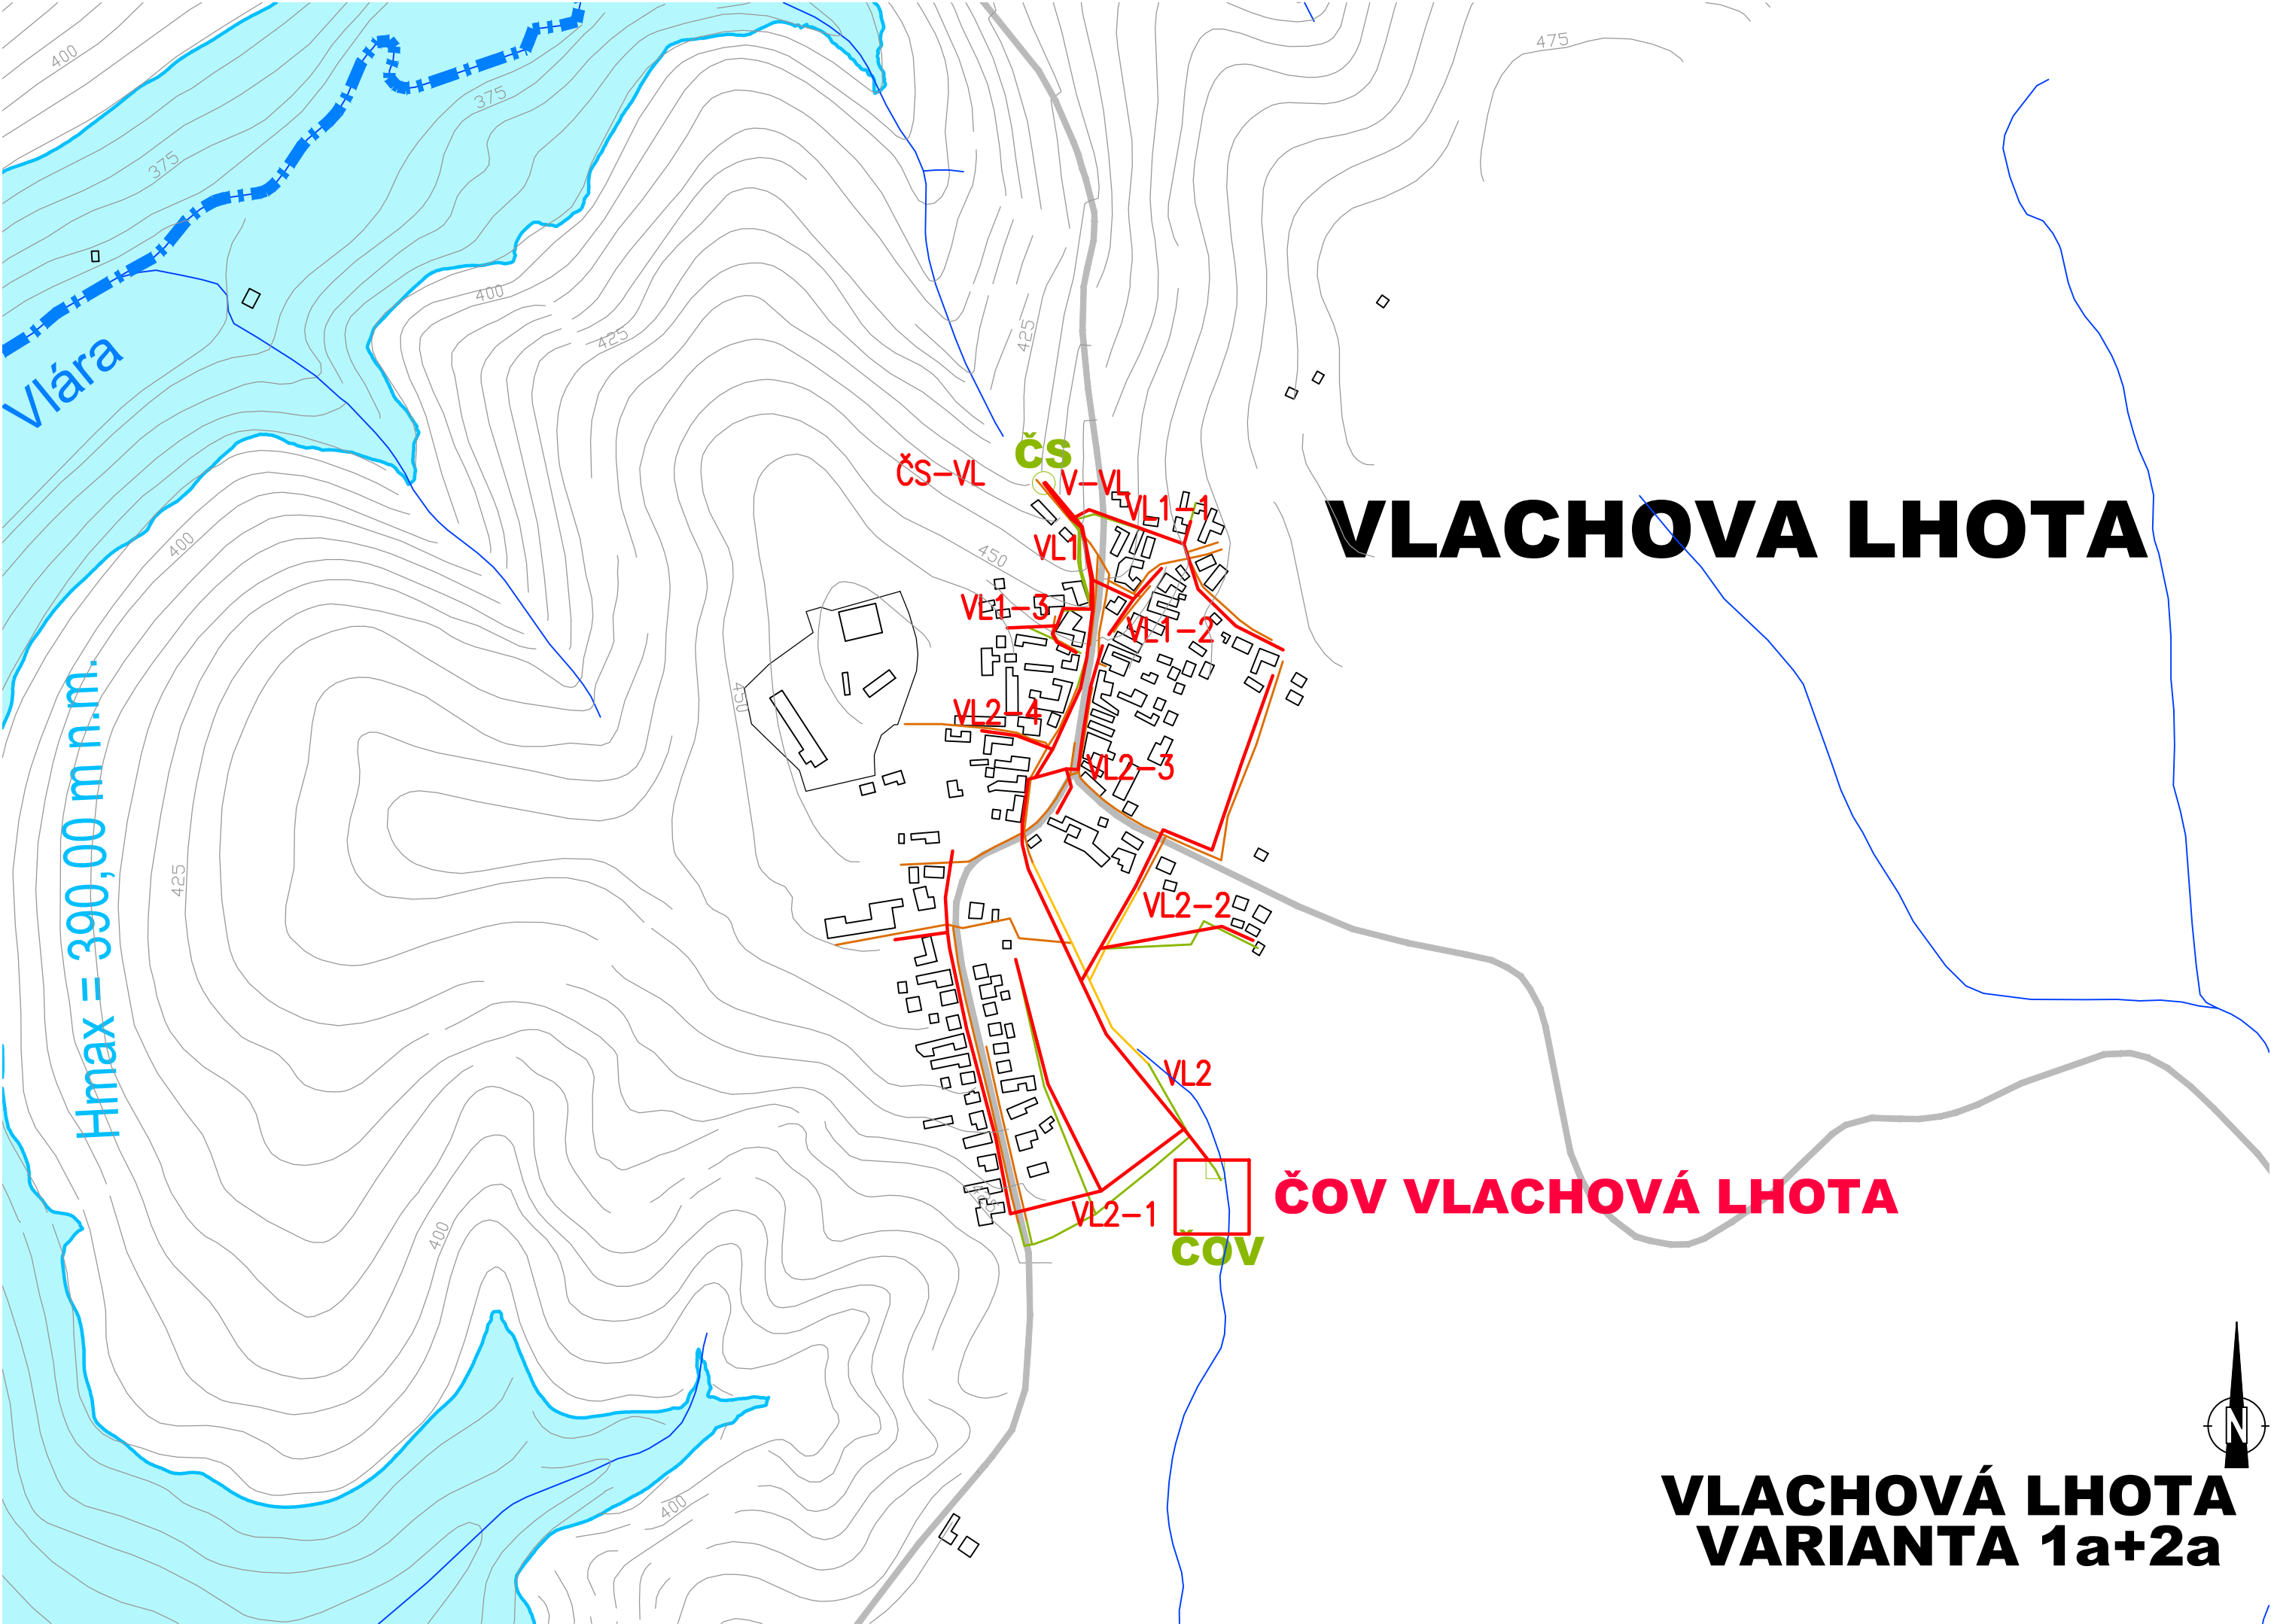 475
400
375
375
400
425
425
Vlára
ČS
ČS-VL
V-VL
VL1-1
VLACHOVA LHOTA
VL1
400
450
VL1-3
VL1-2
450
VL2-4
VL2-3
Hmax = 390,00 m n.m.
425
VL2-2
VL2
ČOV VLACHOVÁ LHOTA
425
VL2-1
400
ČOV
N
400
VLACHOVÁ LHOTA
VARIANTA 1a+2a